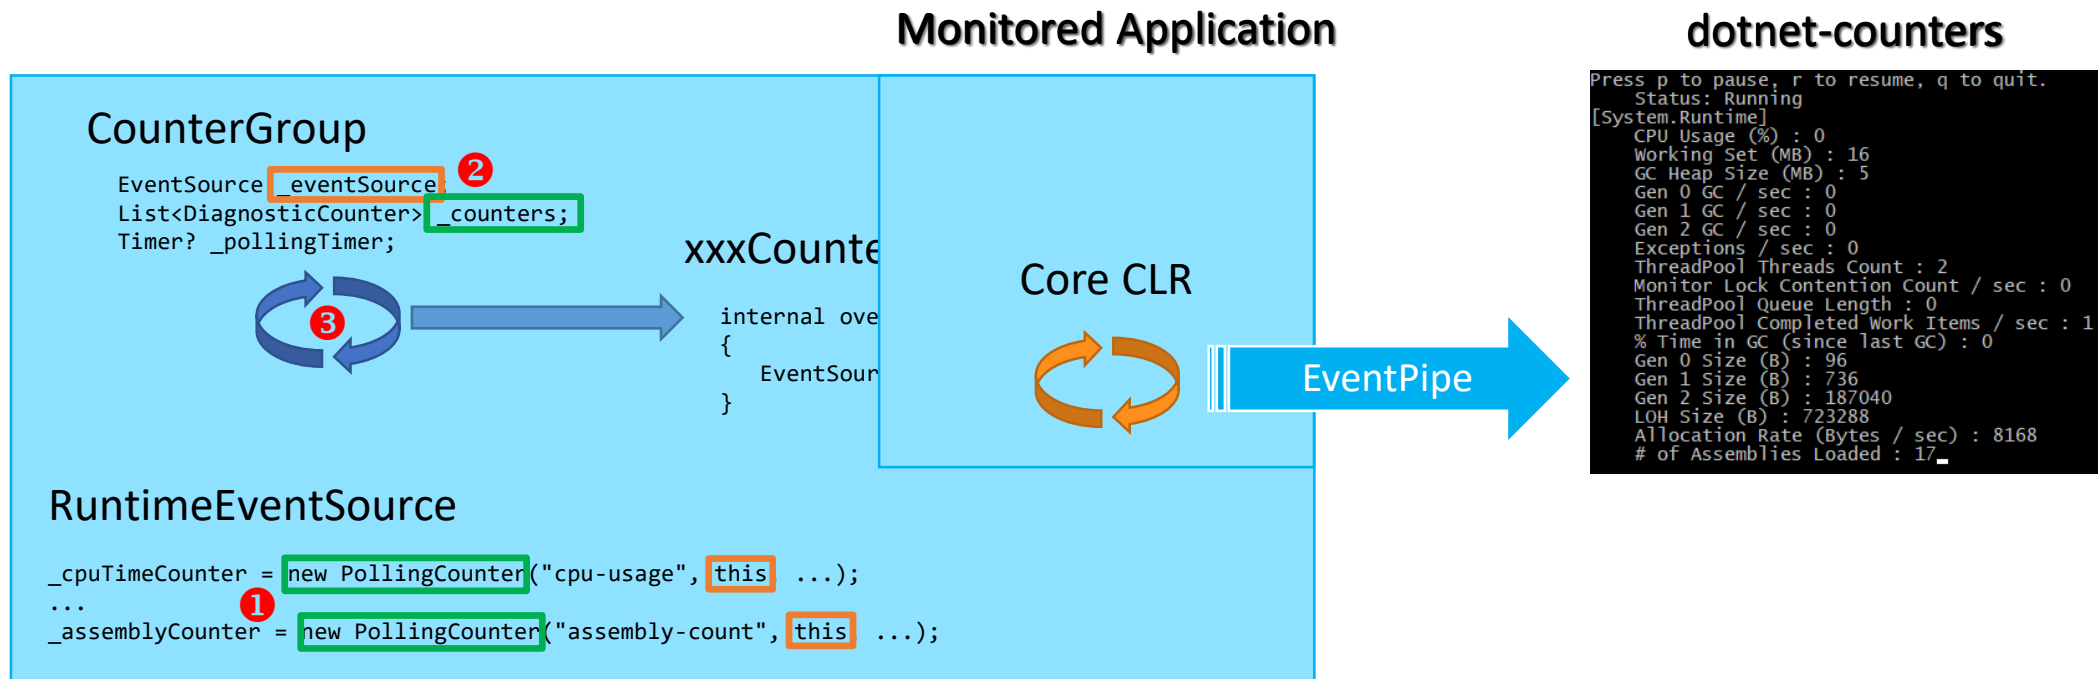 Monitored Application
dotnet-counters
CounterGroup
❷
EventSource _eventSource;
List<DiagnosticCounter> _counters;
Timer? _pollingTimer;
❸
xxxCounte
internal ove
{
EventSour
}
Core CLR
EventPipe
RuntimeEventSource
_cpuTimeCounter = new PollingCounter("cpu-usage", this, ...);
...
❶
_assemblyCounter = new PollingCounter("assembly-count", this, ...);
Press p to pause, r to resume, q to quit.
Status: Running
[System.Runtime]
CPU Usage (%) : 0
Working Set (MB) : 16
GC Heap Size (MB) : 5
Gen 0 GC / sec : 0
Gen 1 GC / sec : 0
Gen 2 GC / sec : 0
Exceptions / sec : 0
ThreadPool Threads Count : 2
Monitor Lock Contention Count / sec : 0
ThreadPool Queue Length : 0
ThreadPool Completed Work Items / sec : 1
% Time in GC (since last GC) : 0
Gen 0 Size (B) : 96
Gen 1 Size (B) : 736
Gen 2 Size (B) : 187040
LOH Size (B) : 723288
Allocation Rate (Bytes / sec) : 8168
# of Assemblies Loaded : 17